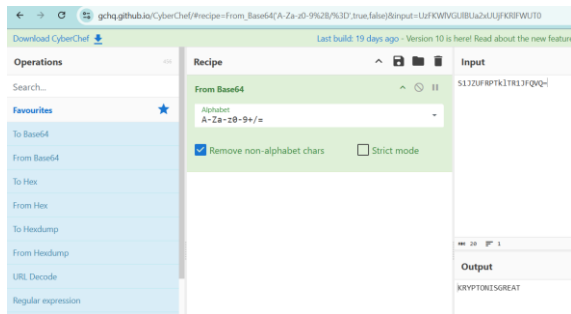 gchq.github.io/CyberChef/#recipe=From_Base64('A-Za-z0-9%2B/%3D',true,false)&input=UzFKWlVGUlBUa2xUUjFKRlFWUT0
Download CyberChef
Last build: 19 days ago - Version 10 is here! Read about the new feature
Operations
Search...
Favourites
To Base64
From Base64
To Hex
From Hex
To Hexdump
From Hexdump
URL Decode
Regular expression
Recipe
From Base64
Alphabet
A-Za-z0-9+/=
Remove non-alphabet chars
Strict mode
Input
S1JZUFRPTklTR1JFQVQ=
20 1
Output
KRYPTONISGREAT